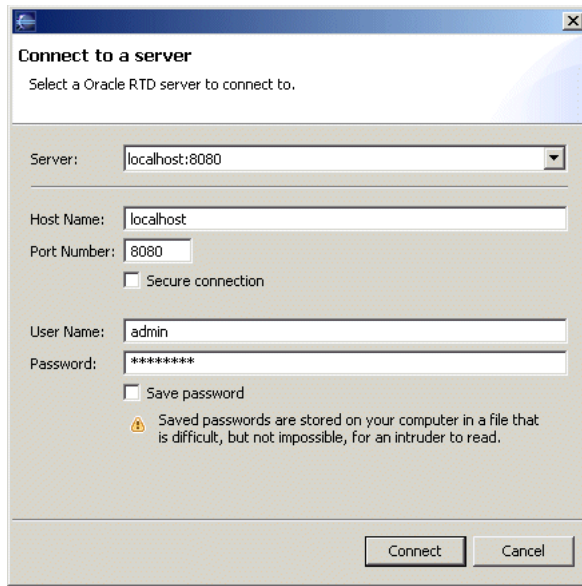 Connect to a server
Select a Oracle RTD server to connect to.
Server: localhost:8080
Host Name: localhost
Port Number: 8080
Secure connection
User Name: admin
Password: ********
Save password
Saved passwords are stored on your computer in a file that
is difficult, but not impossible, for an intruder to read.
Connect Cancel